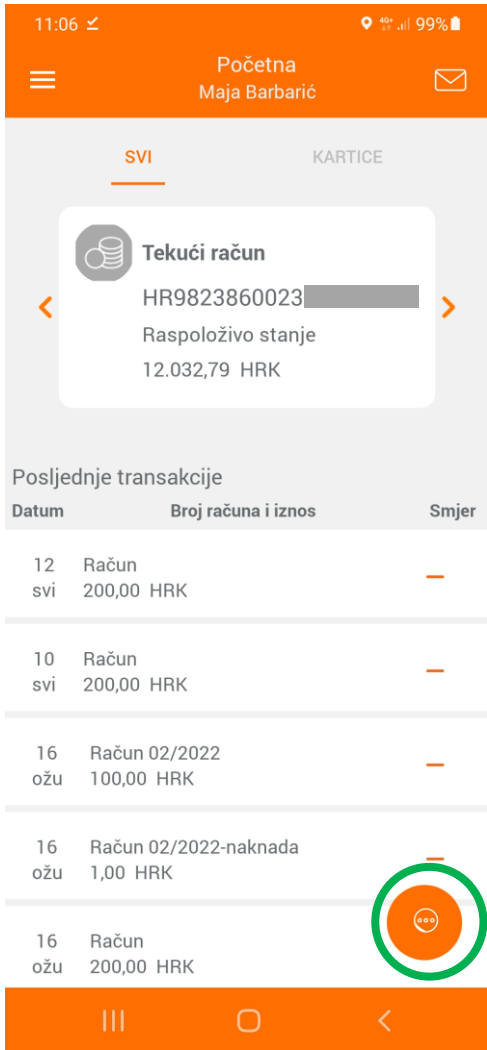 11:06 99%
Početna
Maja Barbarić
SVI KARTICE
Tekući račun
HR9823860023
Raspoloživo stanje
12.032,79 HRK
Posljednje transakcije
Datum Broj računa i iznos Smjer
12 Račun
svi 200,00 HRK
10 Račun
svi 200,00 HRK
16 Račun 02/2022
ožu 100,00 HRK
16 Račun 02/2022-naknada
ožu 1,00 HRK
16 Račun
ožu 200,00 HRK